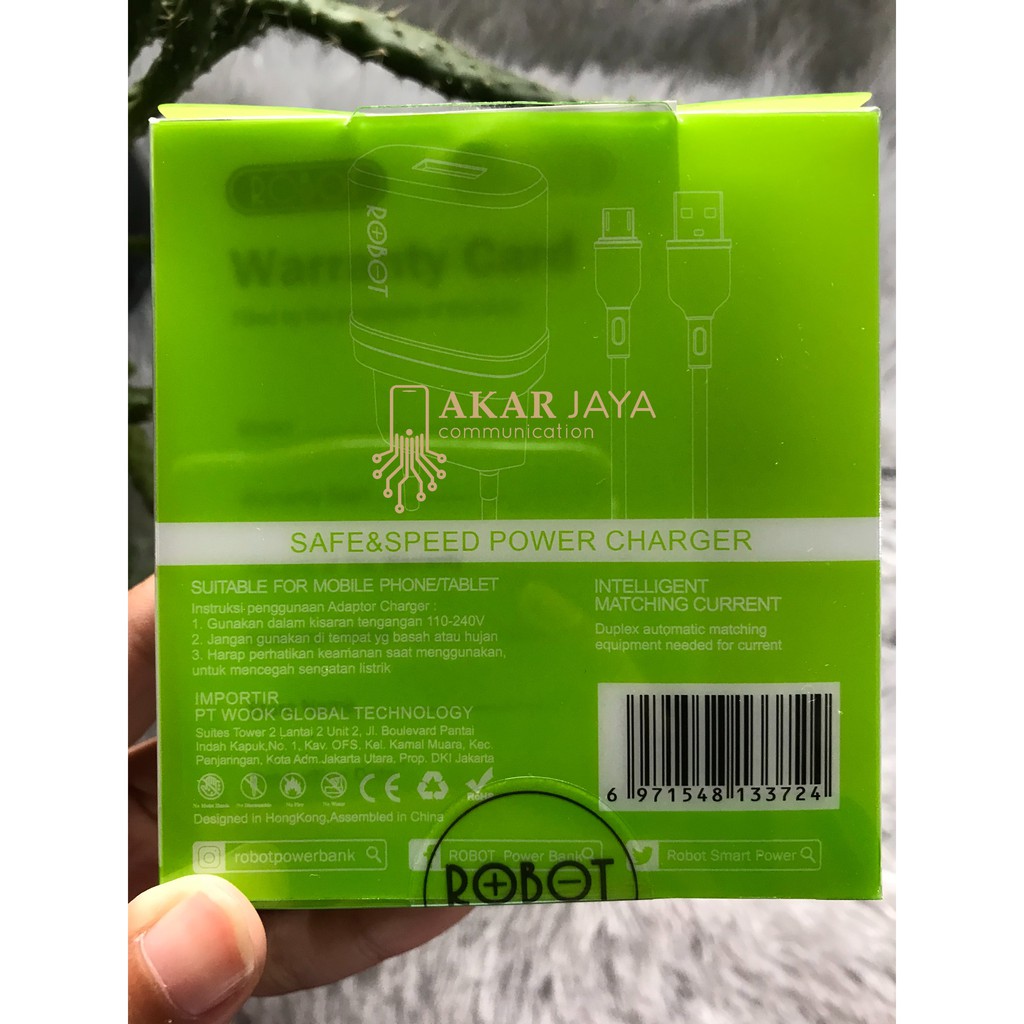 ROBOT
Warranty Card
ROBOT
AKAR JAYA
communication
SAFE&SPEED POWER CHARGER
SUITABLE FOR MOBILE PHONE/TABLET
Instruksi penggunaan Adaptor Charger :
1. Gunakan dalam kisaran tengangan 110-240V
2. Jangan gunakan di tempat yg basah atau hujan
3. Harap perhatikan keamanan saat menggunakan,
untuk mencegah sengatan listrik
INTELLIGENT
MATCHING CURRENT
Duplex automatic matching
equipment needed for current
IMPORTIR
PT WOOK GLOBAL TECHNOLOGY
Suites Tower 2 Lantai 2 Unit 2, Jl. Boulevard Pantai
Indah Kapuk,No. 1, Kav. OFS, Kel. Kamal Muara, Kec.
Penjaringan, Kota Adm.Jakarta Utara, Prop. DKI Jakarta
CE
RoHS
6 971548 133724
Designed in HongKong,Assembled in China
robotpowerbank
ROBOT Power Bank
Robot Smart Power
ROBOT